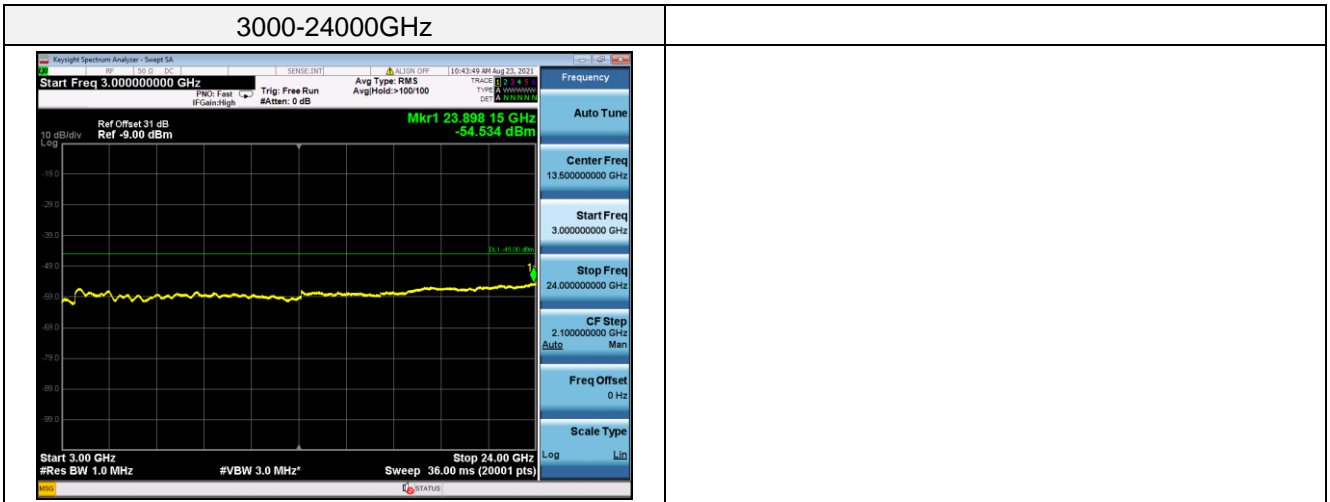 3000-24000GHz
Keysight Spectrum Analyzer - Swept SA
RF 50 Ω DC SENSE:INT ALIGN OFF 10:43:49 AM Aug 23, 2021
Start Freq 3.000000000 GHz
PNO: Fast
IFGain:High
Trig: Free Run
#Atten: 0 dB
Avg Type: RMS
Avg|Hold:>100/100
TRACE 1 2 3 4 5 6
TYPE A WWWWW
DET A N N N N N
Frequency
Auto Tune
Mkr1 23.898 15 GHz
-54.534 dBm
Ref Offset 31 dB
10 dB/div Ref -9.00 dBm
Log
-19.0
-29.0
-39.0
DL1 -45.00 dBm
-49.0
1
-59.0
-69.0
-79.0
-89.0
-99.0
Center Freq
13.500000000 GHz
Start Freq
3.000000000 GHz
Stop Freq
24.000000000 GHz
CF Step
2.100000000 GHz
Auto Man
Freq Offset
0 Hz
Scale Type
Log Lin
Start 3.00 GHz Stop 24.00 GHz
#Res BW 1.0 MHz #VBW 3.0 MHz* Sweep 36.00 ms (20001 pts)
MSG STATUS